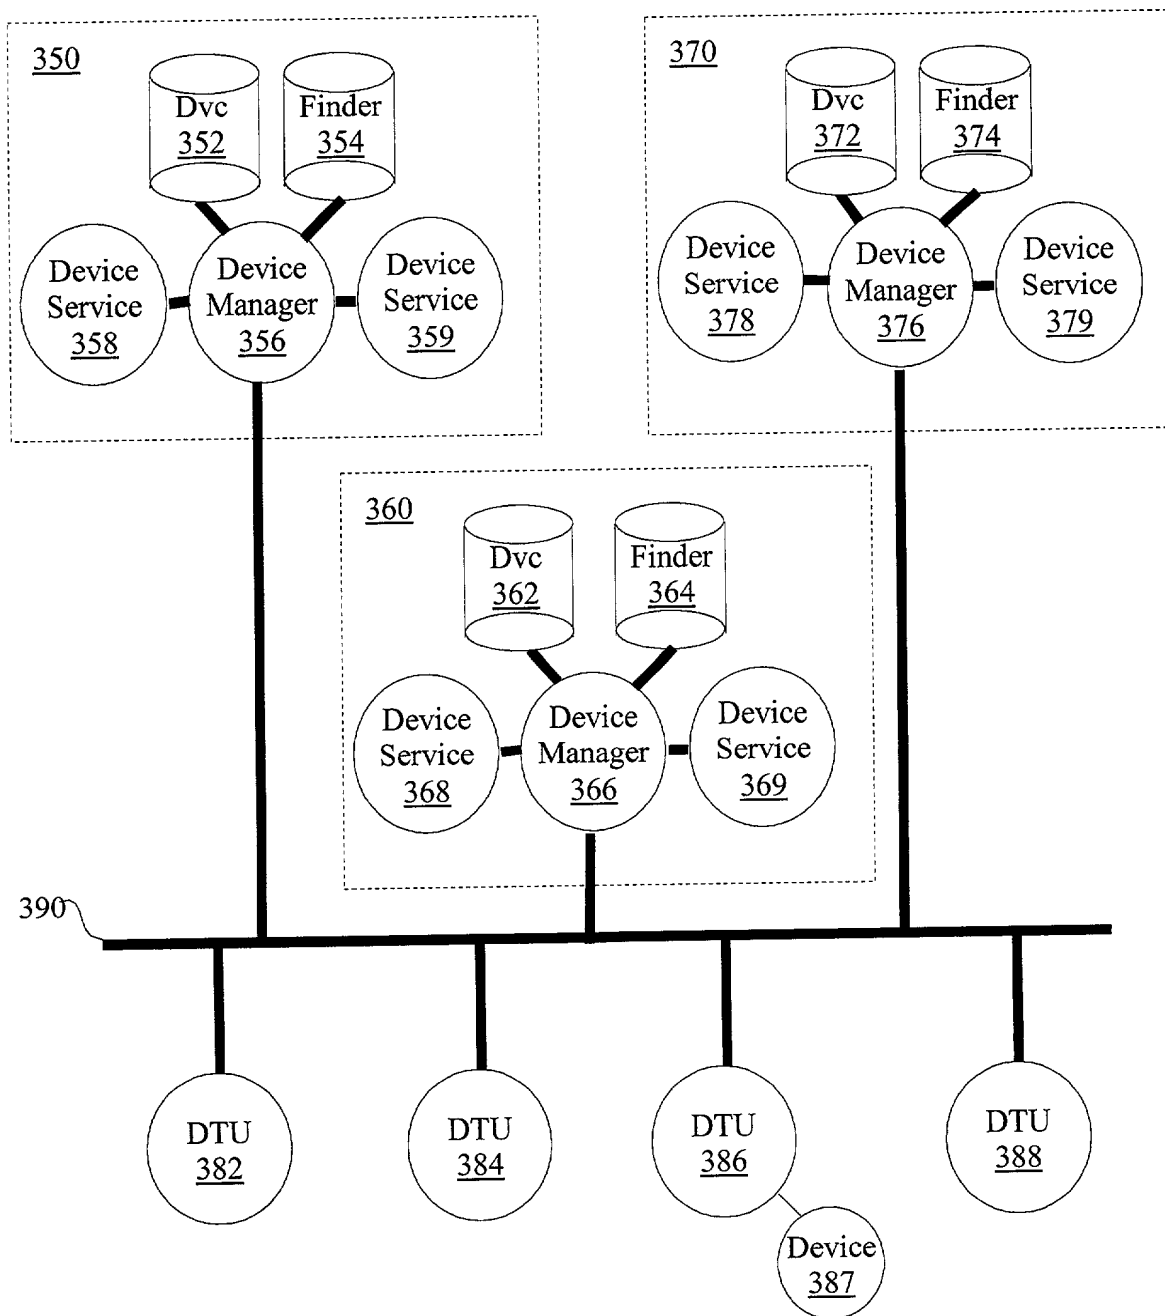 350
Dvc
352
Finder
354
Device
Service
358
Device
Manager
356
Device
Service
359
370
Dvc
372
Finder
374
Device
Service
378
Device
Manager
376
Device
Service
379
360
Dvc
362
Finder
364
Device
Service
368
Device
Manager
366
Device
Service
369
390
DTU
382
DTU
384
DTU
386
DTU
388
Device
387